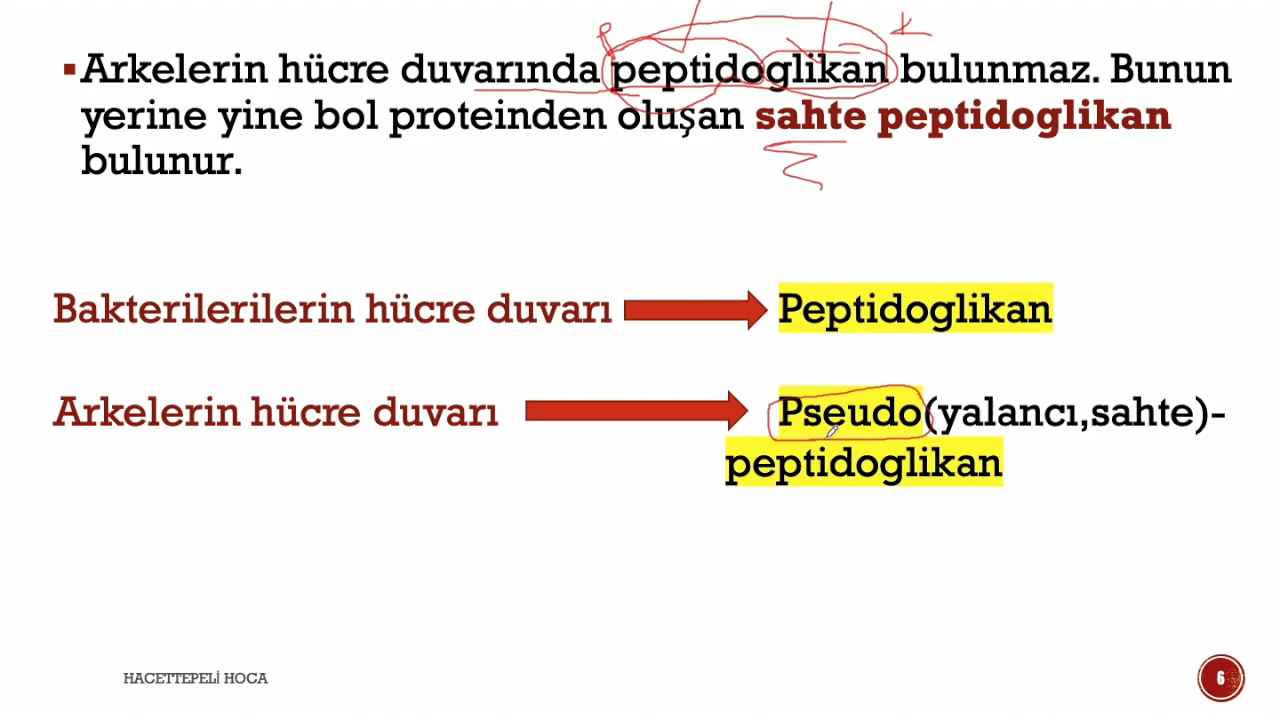 ▪Arkelerin hücre duvarında peptidoglikan bulunmaz. Bunun
yerine yine bol proteinden oluşan sahte peptidoglikan
bulunur.
Bakterilerilerin hücre duvarı Peptidoglikan
Arkelerin hücre duvarı Pseudo(yalancı,sahte)-
peptidoglikan
HACETTEPELİ HOCA
6